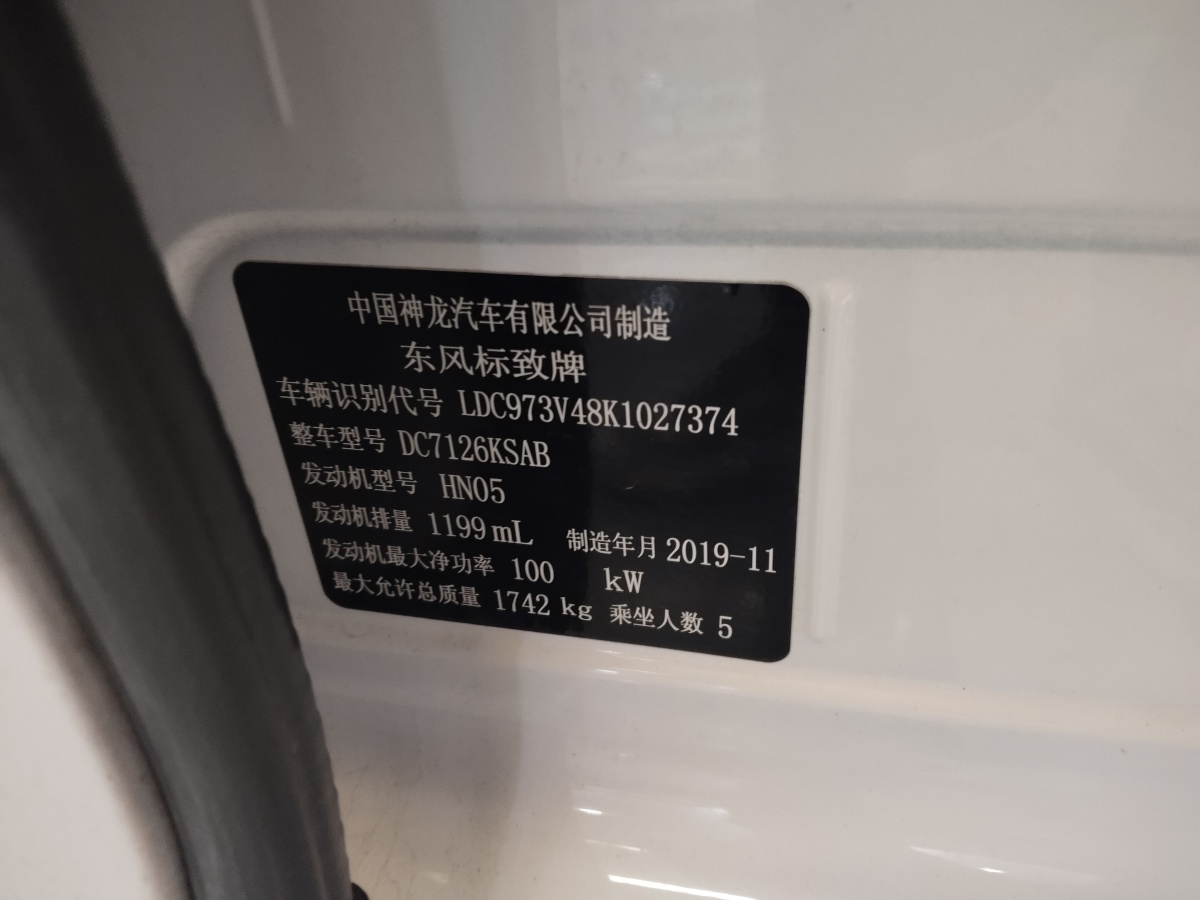 中国神龙汽车有限公司制造
东风标致牌
车辆识别代号 LDC973V48K1027374
整车型号 DC7126KSAB
发动机型号 HN05
发动机排量 1199mL 制造年月 2019-11
发动机最大净功率 100 kW
最大允许总质量 1742 kg 乘坐人数 5